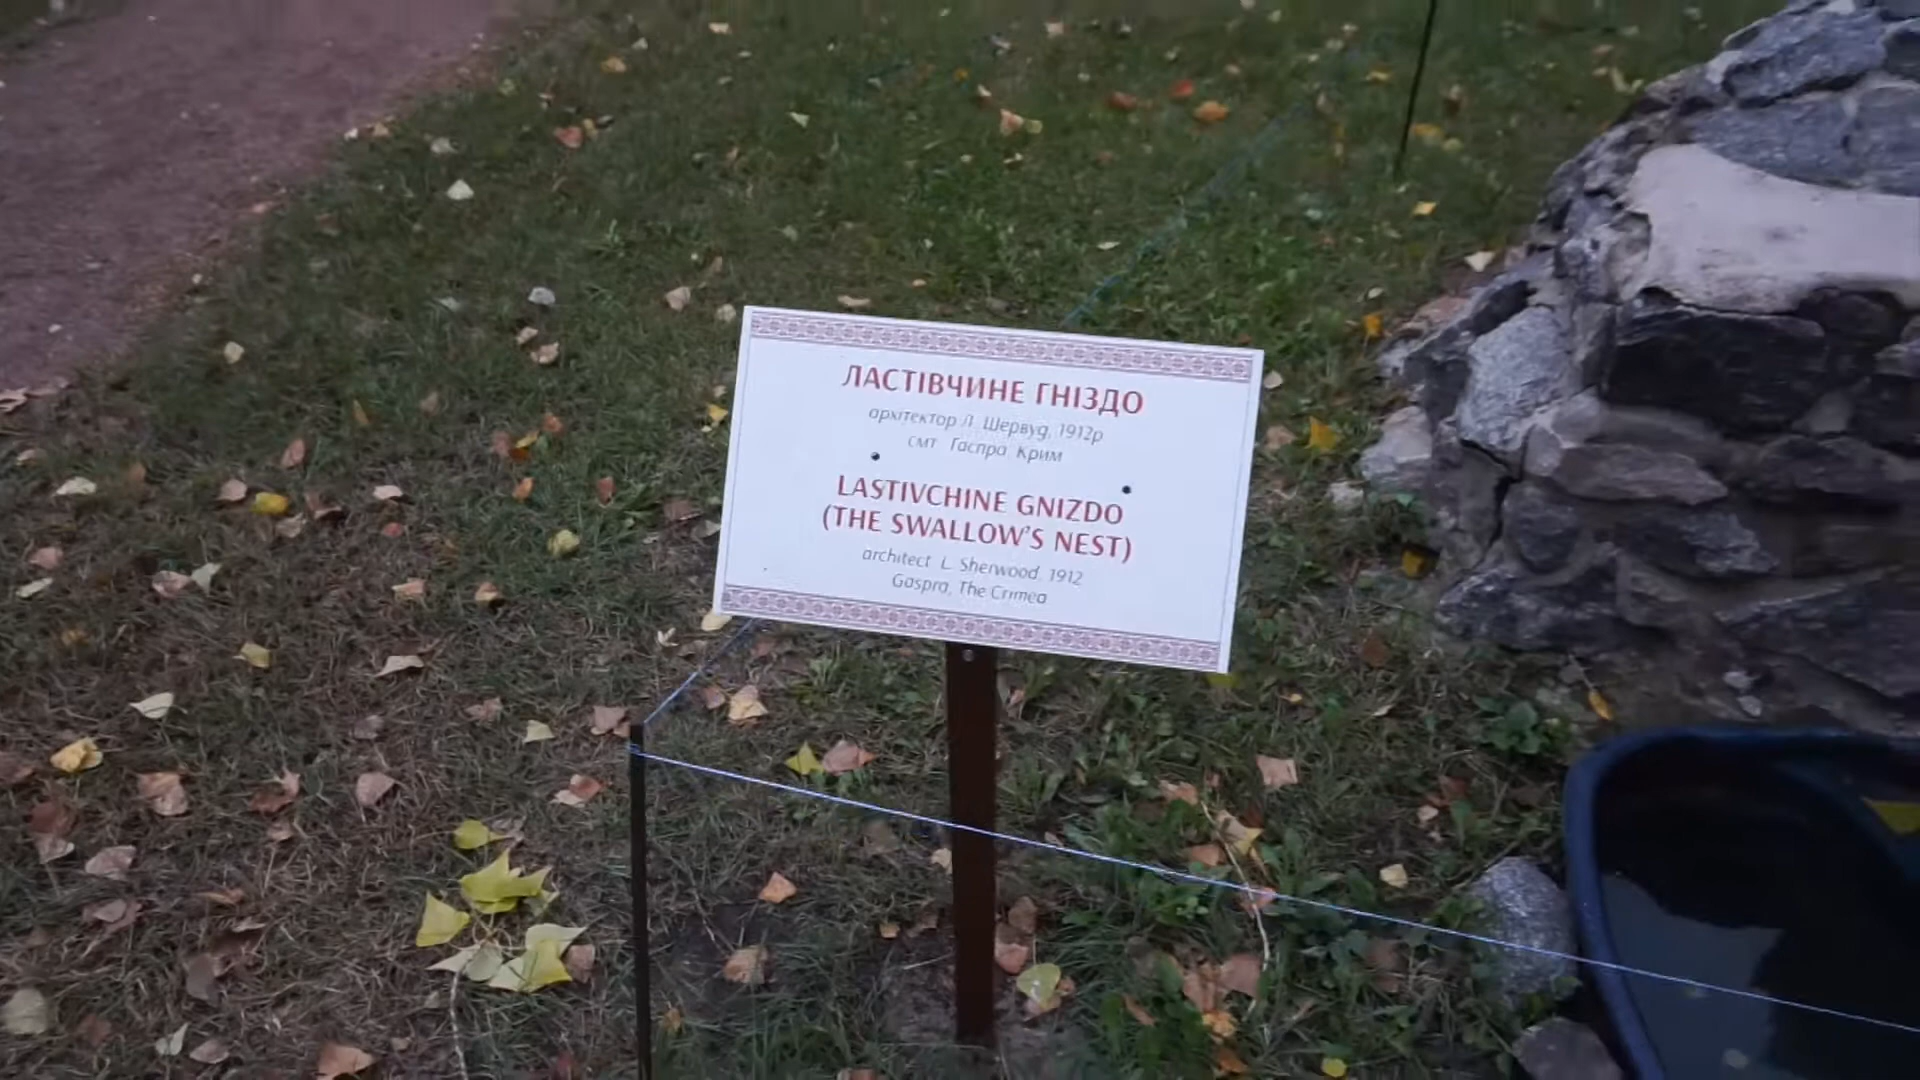 ЛАСТІВЧИНЕ ГНІЗДО
архітектор Л. Шервуд, 1912р
смт. Гаспра, Крим
LASTIVCHINE GNIZDO
(THE SWALLOW'S NEST)
architect L. Sherwood, 1912
Gaspra, The Crimea